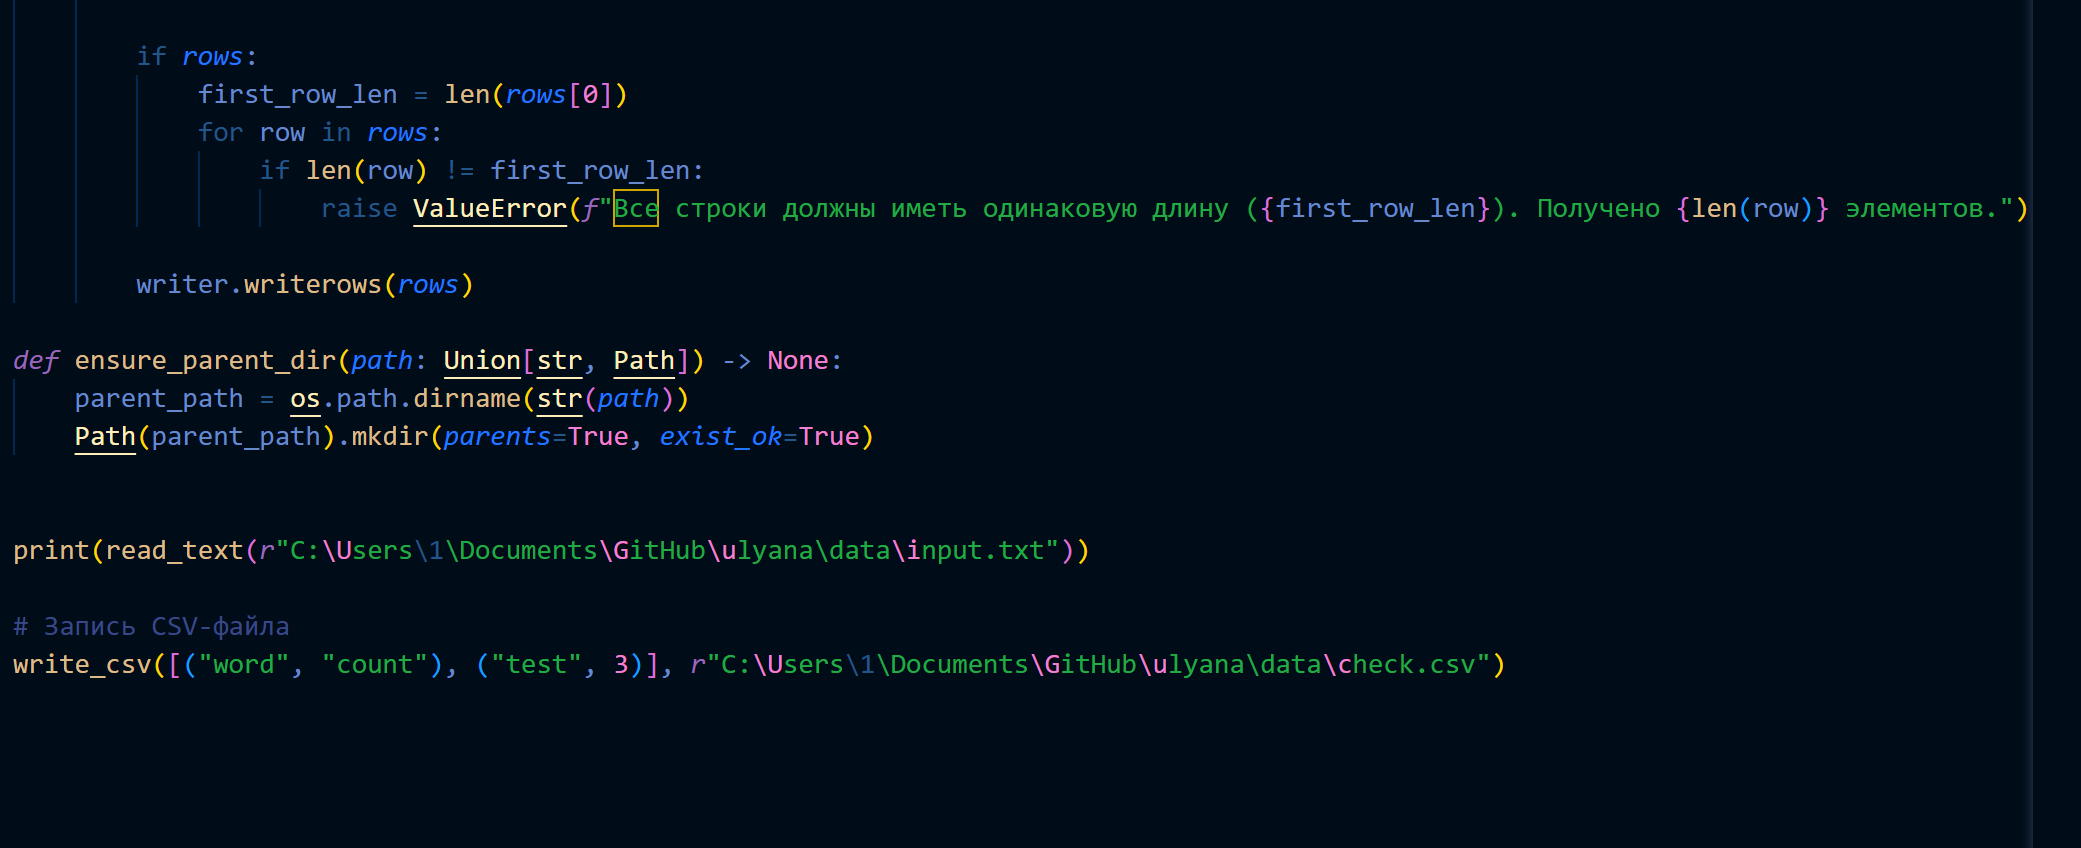 if rows:
first_row_len = len(rows[0])
for row in rows:
if len(row) != first_row_len:
raise ValueError(f"Все строки должны иметь одинаковую длину ({first_row_len}). Получено {len(row)} элементов.")
writer.writerows(rows)
def ensure_parent_dir(path: Union[str, Path]) -> None:
parent_path = os.path.dirname(str(path))
Path(parent_path).mkdir(parents=True, exist_ok=True)
print(read_text(r"C:\Users\1\Documents\GitHub\ulyana\data\input.txt"))
# Запись CSV-файла
write_csv([("word", "count"), ("test", 3)], r"C:\Users\1\Documents\GitHub\ulyana\data\check.csv")